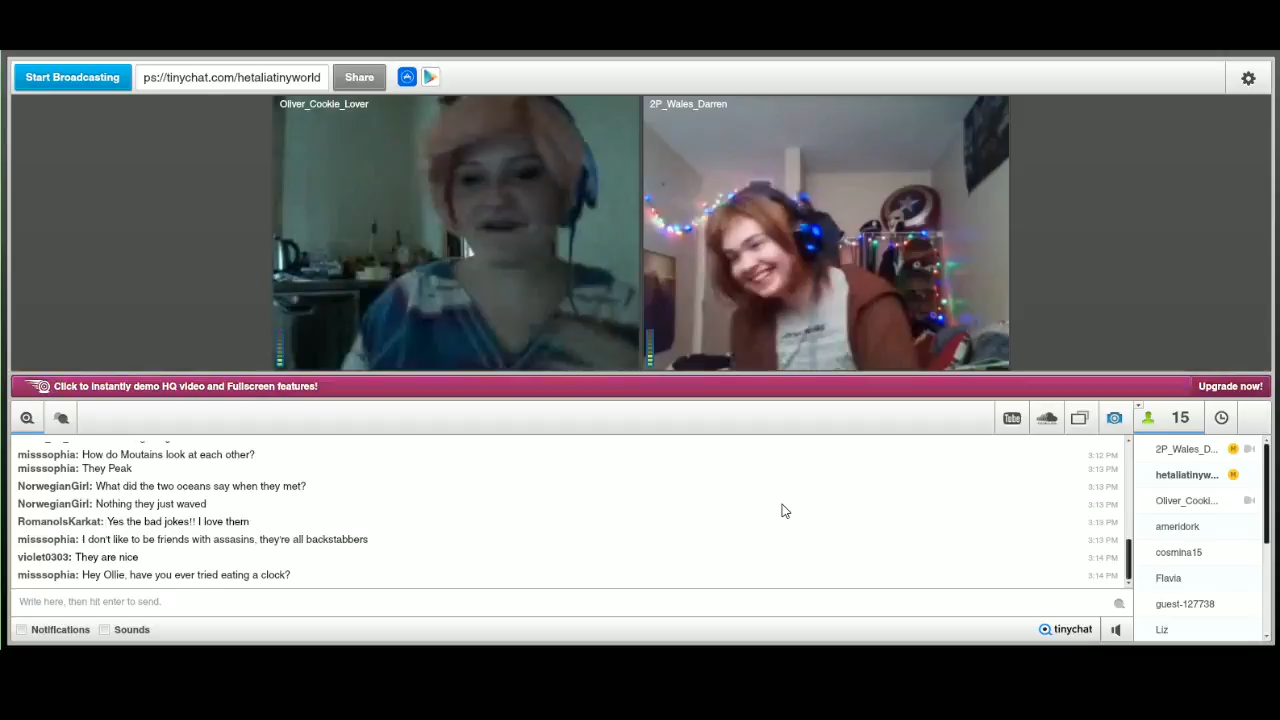 Start Broadcasting
ps://tinychat.com/hetaliatinyworld
Share
Oliver_Cookie_Lover
2P_Wales_Darren
Click to instantly demo HQ video and Fullscreen features!
Upgrade now!
You Tube
15
misssophia: How do Moutains look at each other? 3:12 PM
misssophia: They Peak 3:13 PM
NorwegianGirl: What did the two oceans say when they met? 3:13 PM
NorwegianGirl: Nothing they just waved 3:13 PM
RomanoIsKarkat: Yes the bad jokes!! I love them 3:13 PM
misssophia: I don't like to be friends with assasins, they're all backstabbers 3:13 PM
violet0303: They are nice 3:14 PM
misssophia: Hey Ollie, have you ever tried eating a clock? 3:14 PM
Write here, then hit enter to send.
Notifications
Sounds
tinychat
2P_Wales_D... M
hetaliatinyw... M
Oliver_Cooki...
ameridork
cosmina15
Flavia
guest-127738
Liz